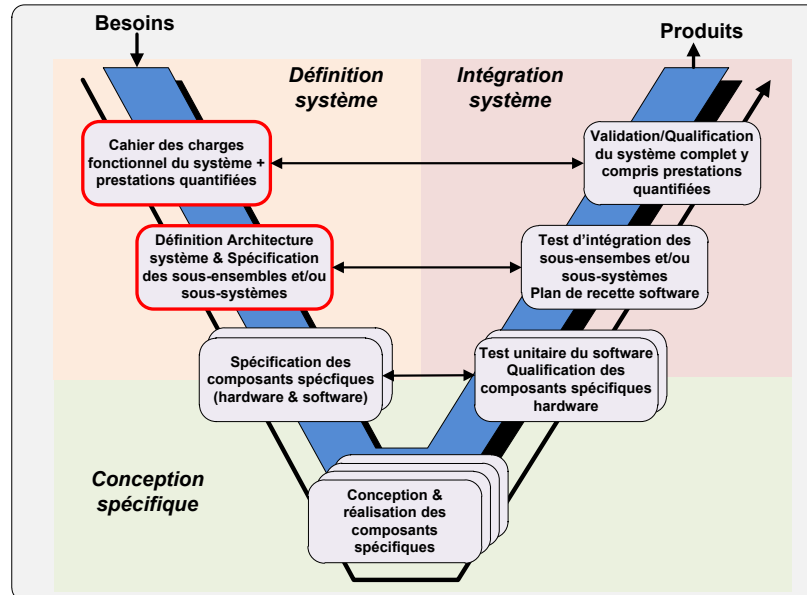 Besoins
Produits
Définition
système
Intégration
système
Cahier des charges
fonctionnel du système +
prestations quantifiées
Validation/Qualification
du système complet y
compris prestations
quantifiées
Définition Architecture
système & Spécification
des sous-ensembles et/ou
sous-systèmes
Test d'intégration des
sous-ensembes et/ou
sous-systèmes
Plan de recette software
Spécification des
composants spécfiques
(hardware & software)
Test unitaire du software
Qualification des
composants spécifiques
hardware
Conception
spécifique
Conception &
réalisation des
composants
spécifiques